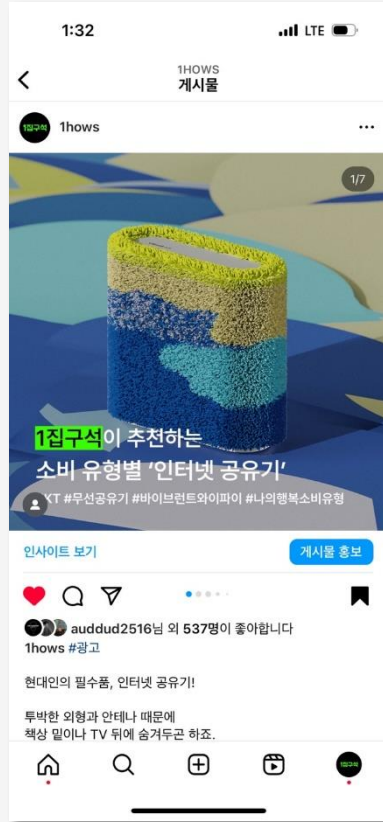 1:32
LTE
1HOWS
게시물
1집구석 1hows
1/7
1집구석이 추천하는
소비 유형별 ‘인터넷 공유기’
KT #무선공유기 #바이브런트와이파이 #나의행복소비유형
인사이트 보기
게시물 홍보
auddud2516님 외 537명이 좋아합니다
1hows #광고
현대인의 필수품, 인터넷 공유기!
투박한 외형과 안테나 때문에
책상 밑이나 TV 뒤에 숨겨두곤 하죠.
1집구석